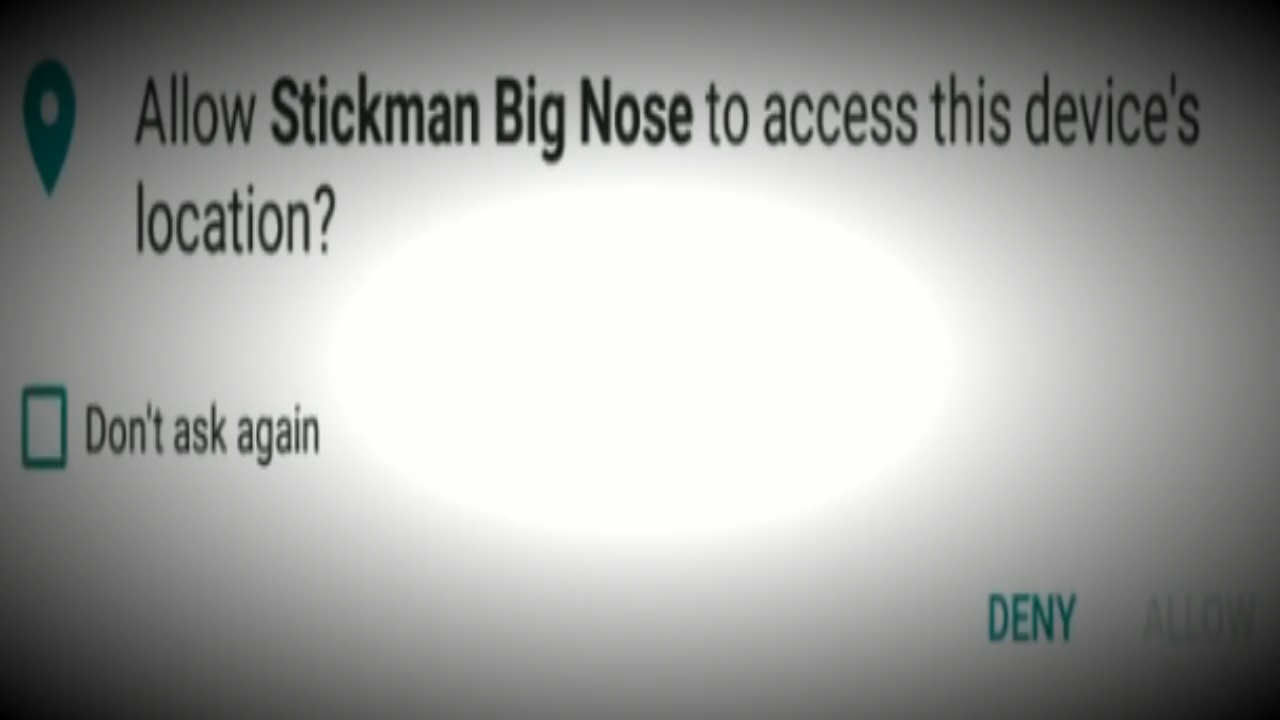 Allow Stickman Big Nose to access this device's
location?
Don't ask again
DENY ALLOW